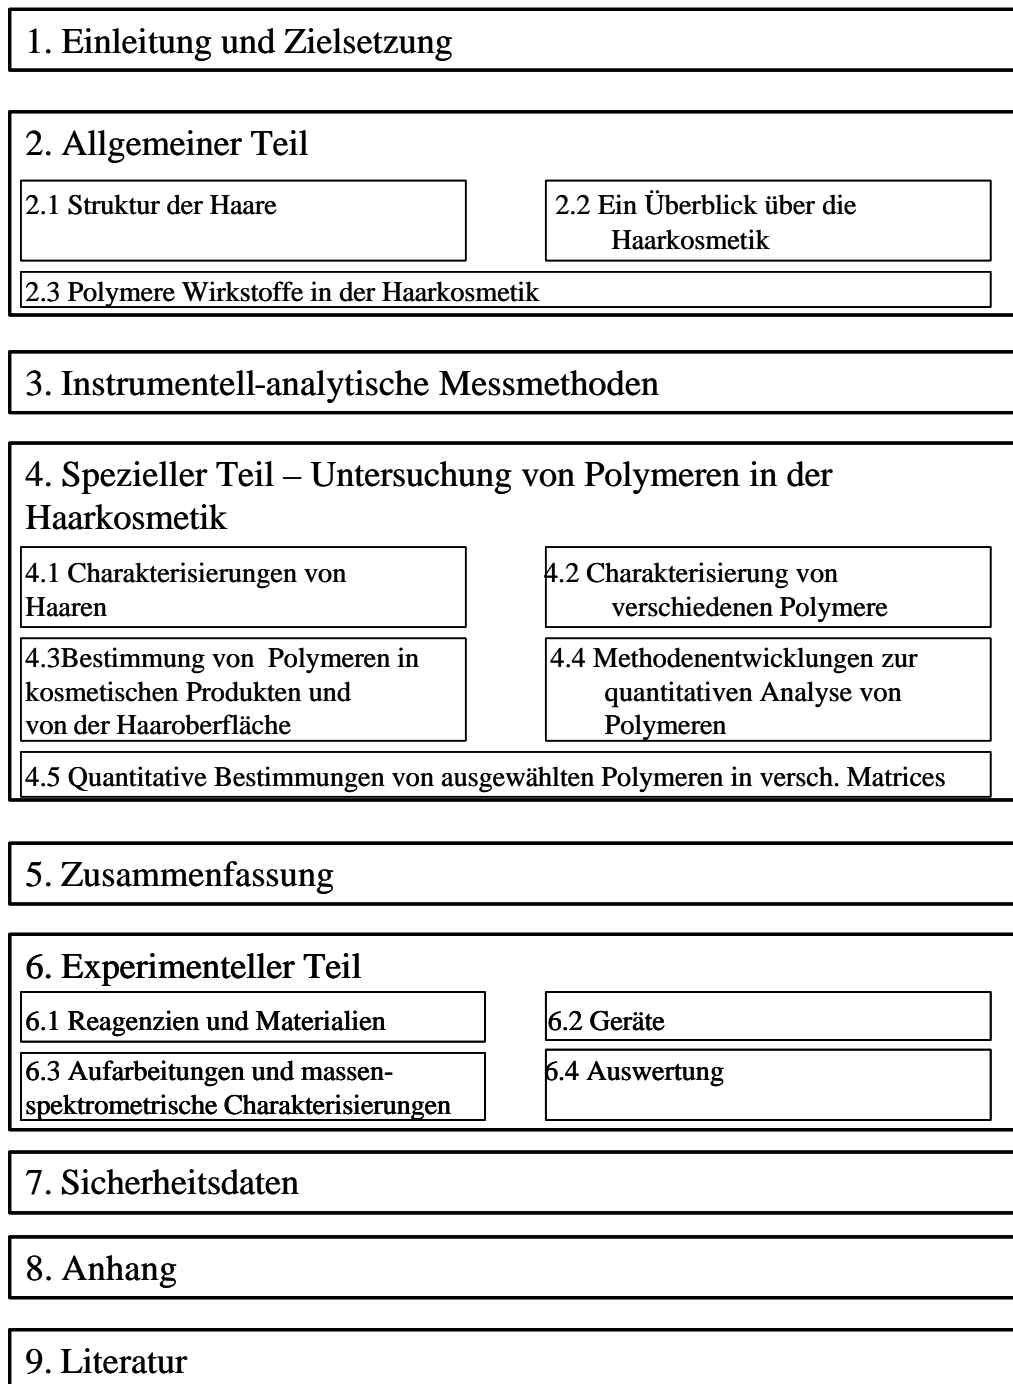 1. Einleitung und Zielsetzung
2. Allgemeiner Teil
2.1 Struktur der Haare
2.2 Ein Überblick über die
Haarkosmetik
2.3 Polymere Wirkstoffe in der Haarkosmetik
3. Instrumentell-analytische Messmethoden
4. Spezieller Teil – Untersuchung von Polymeren in der
Haarkosmetik
4.1 Charakterisierungen von
Haaren
4.2 Charakterisierung von
verschiedenen Polymere
4.3Bestimmung von Polymeren in
kosmetischen Produkten und
von der Haaroberfläche
4.4 Methodenentwicklungen zur
quantitativen Analyse von
Polymeren
4.5 Quantitative Bestimmungen von ausgewählten Polymeren in versch. Matrices
5. Zusammenfassung
6. Experimenteller Teil
6.1 Reagenzien und Materialien
6.2 Geräte
6.3 Aufarbeitungen und massen-
spektrometrische Charakterisierungen
6.4 Auswertung
7. Sicherheitsdaten
8. Anhang
9. Literatur